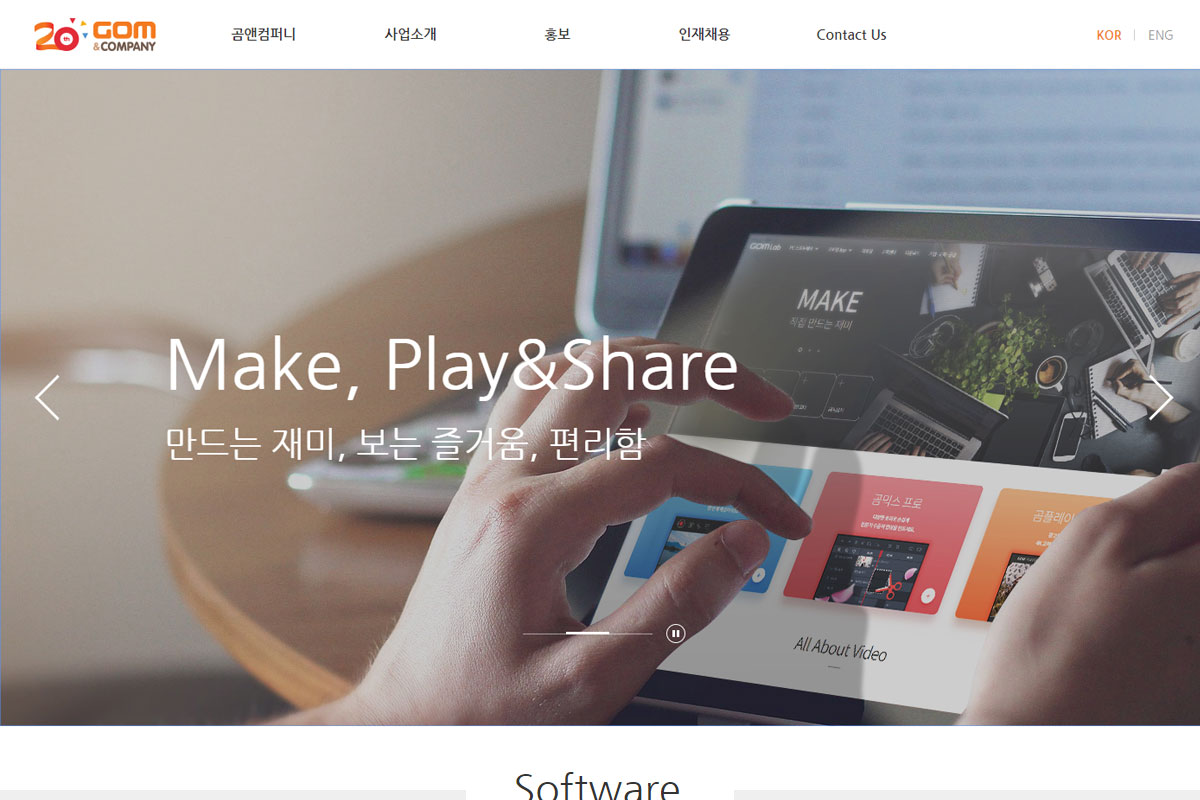 20th GOM
&COMPANY
곰앤컴퍼니
사업소개
홍보
인재채용
Contact Us
KOR
ENG
GOM Lab
MAKE
직접 만드는 재미
Make, Play&Share
만드는 재미, 보는 즐거움, 편리함
곰믹스 프로
곰플레이
All About Video
Software